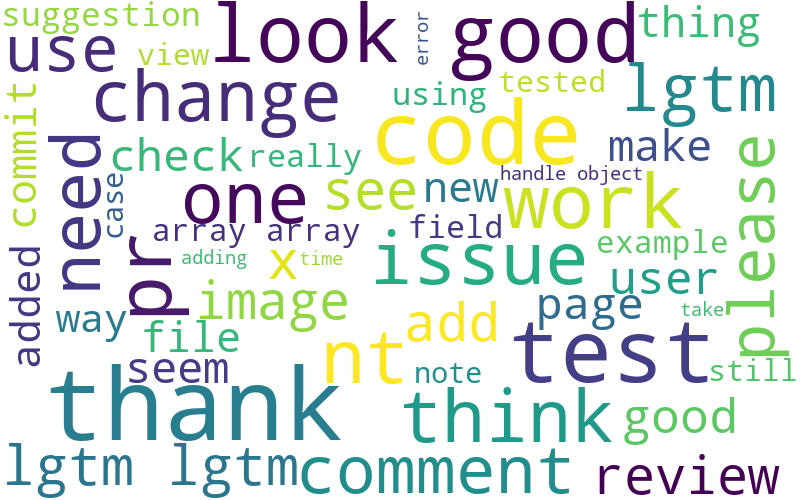 suggestion
look
error
good
thing
use
view
change
using
tested
lgtm
commit
code
make
need
check
really
see
new
handle object
work
please
case
one
array array
field
issue
example
added
pr
adding
x
time
user
way
image
page
take
file
add
seem
nt
note
test
still
thank
think
good
lgtm lgtm
comment
review